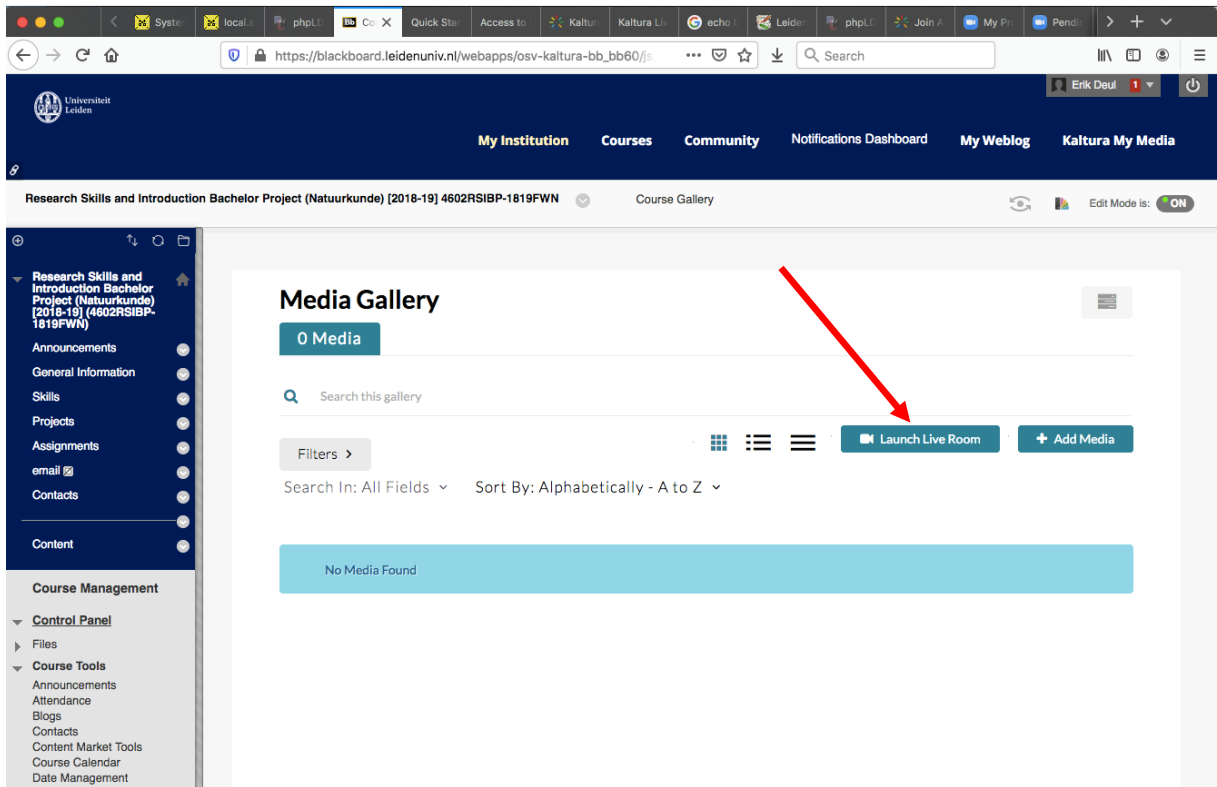 Syste
local.s
phpLD
Bb Co
Quick Star
Access to
Kaltur
Kaltura Liv
echo
Leiden
phpLD
Join A
My Pro
Pendi
https://blackboard.leidenuniv.nl/webapps/osv-kaltura-bb_bb60/js
Search
Universiteit
Leiden
Erik Deul 1
My Institution Courses Community Notifications Dashboard My Weblog Kaltura My Media
Research Skills and Introduction Bachelor Project (Natuurkunde) [2018-19] 4602RSIBP-1819FWN Course Gallery Edit Mode is: ON
Research Skills and
Introduction Bachelor
Project (Natuurkunde)
[2018-19] (4602RSIBP-
1819FWN)
Announcements
General Information
Skills
Projects
Assignments
email
Contacts
Content
Course Management
Control Panel
Files
Course Tools
Announcements
Attendance
Blogs
Contacts
Content Market Tools
Course Calendar
Date Management
Media Gallery
0 Media
Search this gallery
Launch Live Room + Add Media
Filters >
Search In: All Fields Sort By: Alphabetically - A to Z
No Media Found